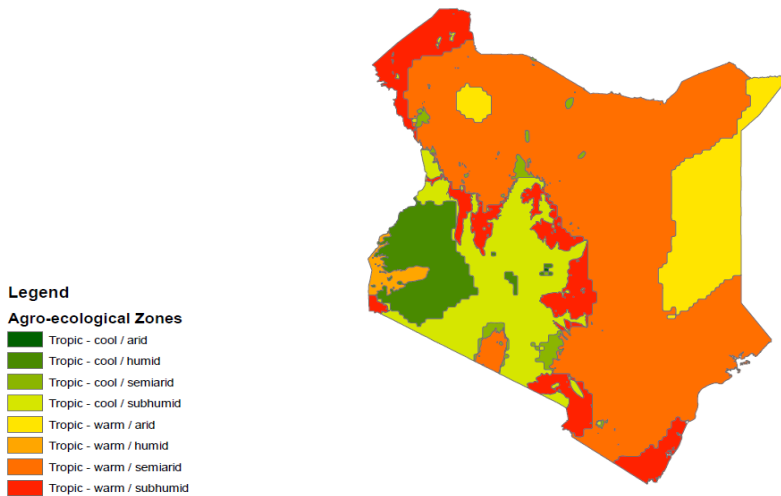 Legend
Agro-ecological Zones
Tropic - cool / arid
Tropic - cool / humid
Tropic - cool / semiarid
Tropic - cool / subhumid
Tropic - warm / arid
Tropic - warm / humid
Tropic - warm / semiarid
Tropic - warm / subhumid